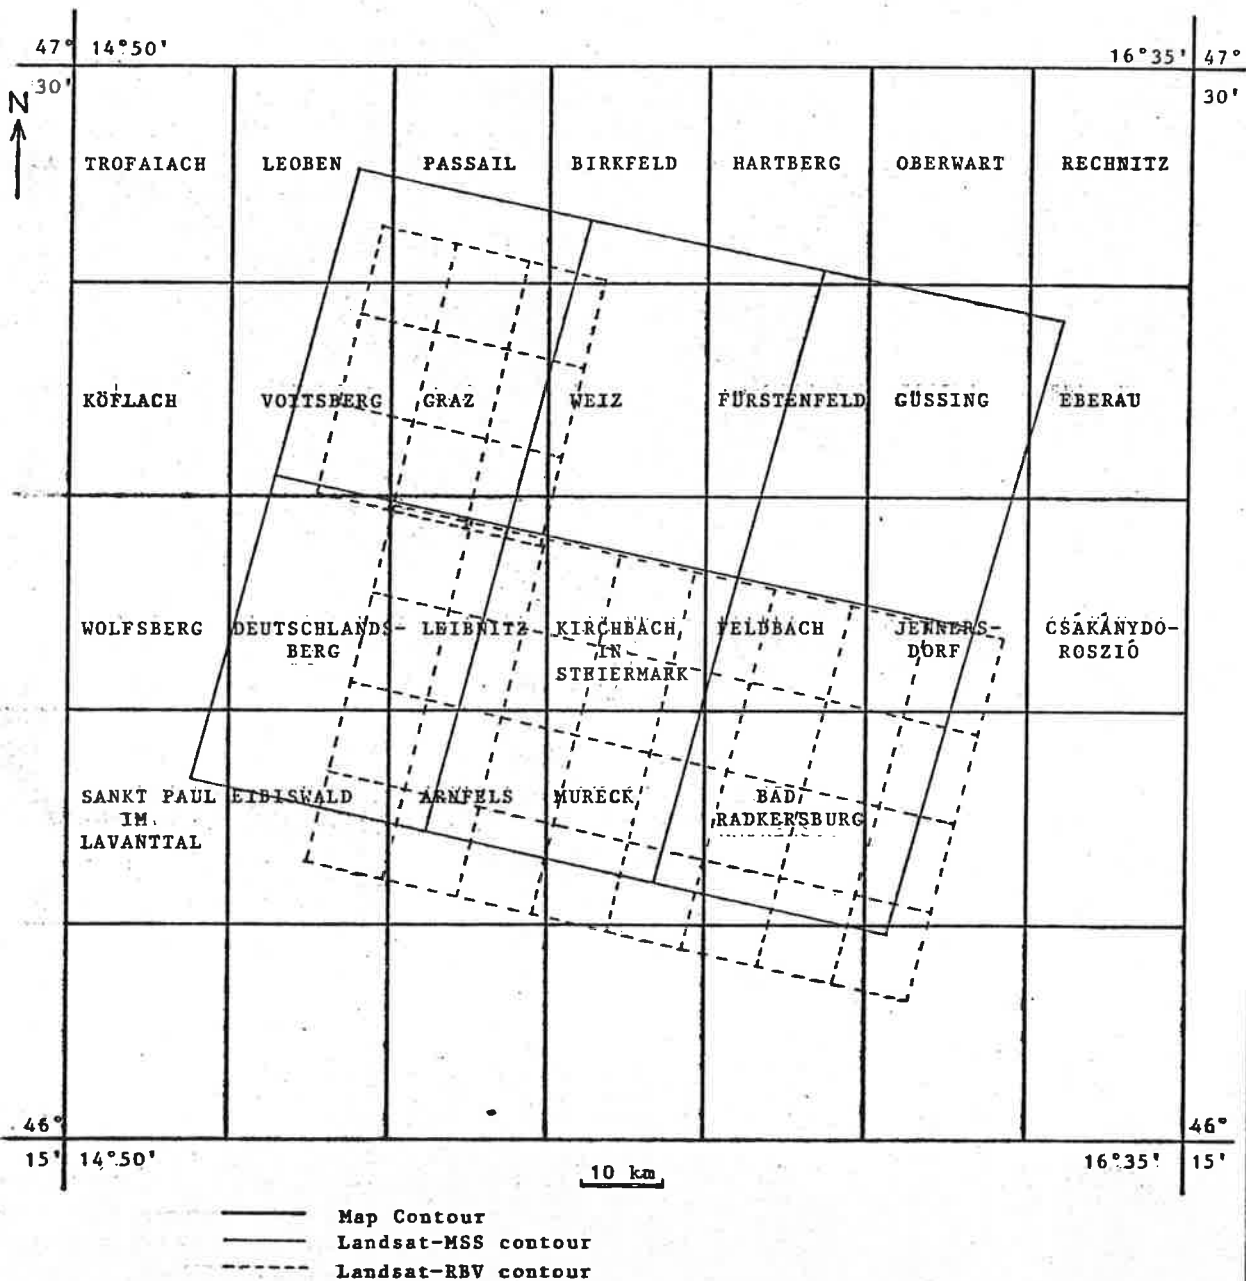 47° 14°50' 16°35' 47°
30' 30'
N
TROFAIACH LEOBEN PASSAIL BIRKFELD HARTBERG OBERWART RECHNITZ
KÖFLACH VOITSBERG GRAZ WEIZ FÜRSTENFELD GÜSSING EBERAU
WOLFSBERG DEUTSCHLANDS- LEIBNITZ KIRCHBACH FELDBACH JENNERS- CSÁKÁNYDÓ-
BERG IN DORF ROSZIÓ
STEIERMARK
SANKT PAUL EIBISWALD ARNFELS MURECK BAD
IM RADKERSBURG
LAVANTTAL
46° 46°
15' 14°50' 16°35' 15'
10 km
Map Contour
Landsat-MSS contour
Landsat-RBV contour